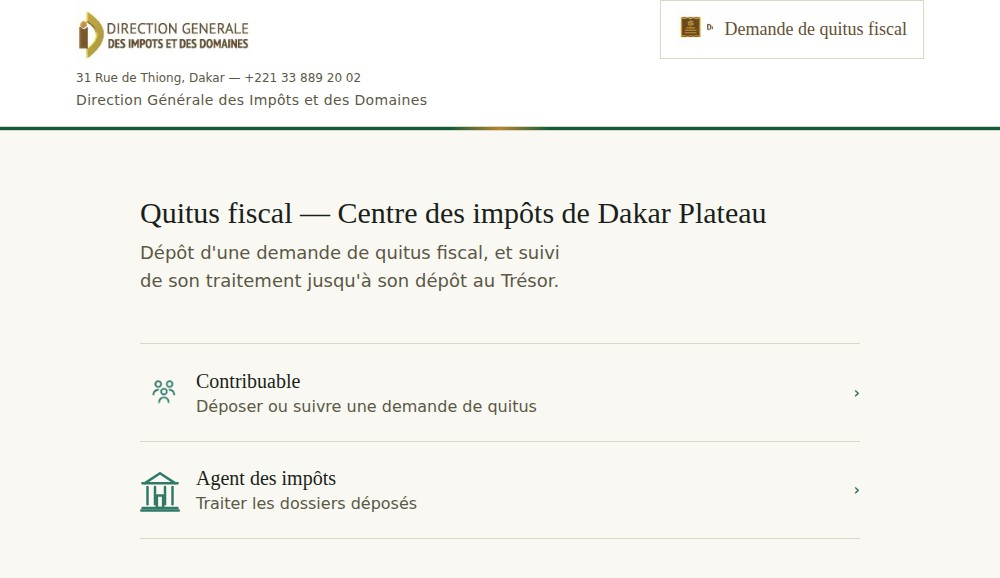 DIRECTION GENERALE
DES IMPOTS ET DES DOMAINES
31 Rue de Thiong, Dakar — +221 33 889 20 02
Direction Générale des Impôts et des Domaines
Demande de quitus fiscal
Quitus fiscal — Centre des impôts de Dakar Plateau
Dépôt d'une demande de quitus fiscal, et suivi
de son traitement jusqu'à son dépôt au Trésor.
Contribuable
Déposer ou suivre une demande de quitus
›
Agent des impôts
Traiter les dossiers déposés
›